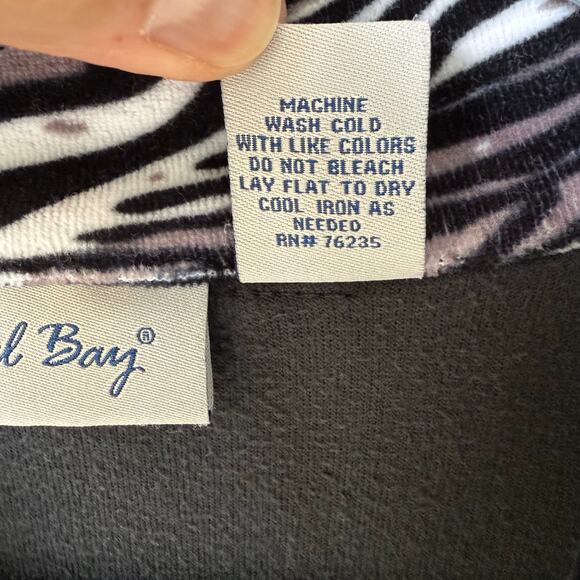 MACHINE
WASH COLD
WITH LIKE COLORS
DO NOT BLEACH
LAY FLAT TO DRY
COOL IRON AS
NEEDED
RN# 76235
Bay®